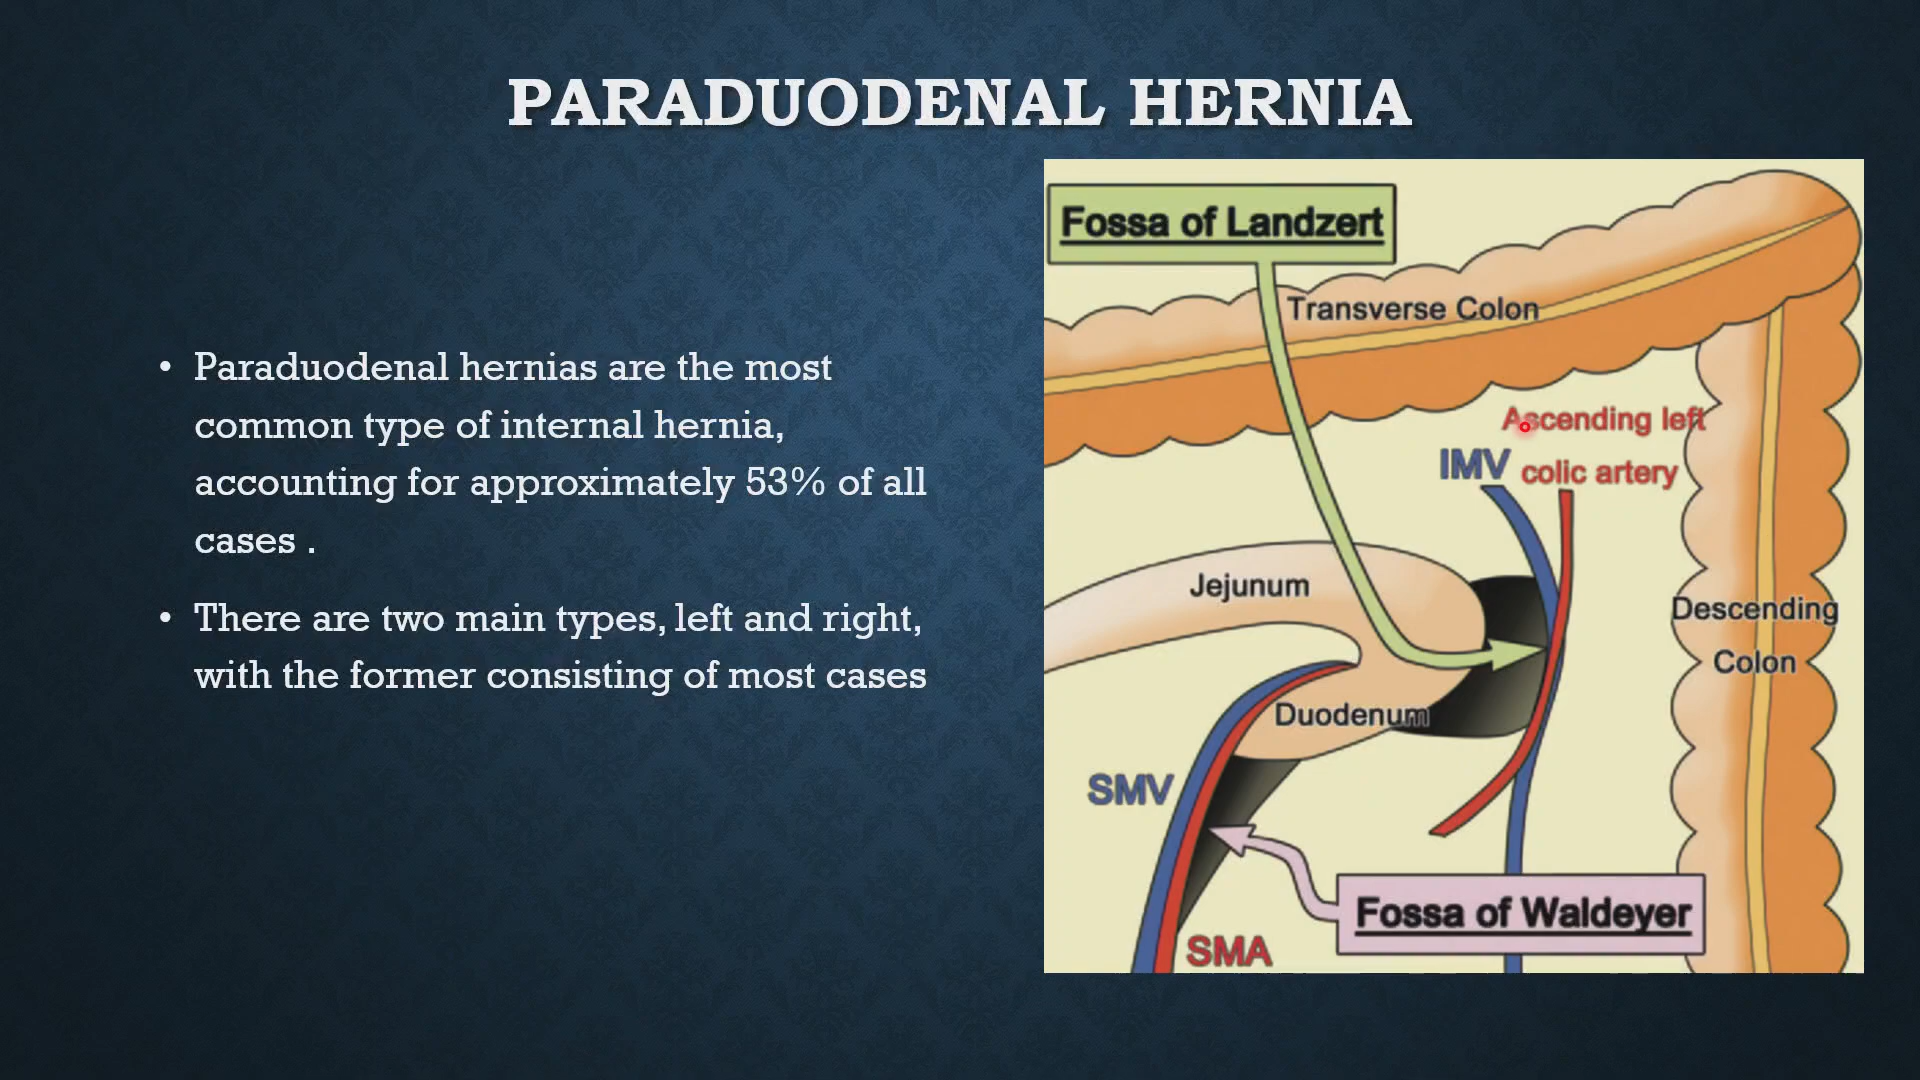 PARADUODENAL HERNIA
• Paraduodenal hernias are the most
common type of internal hernia,
accounting for approximately 53% of all
cases .
• There are two main types, left and right,
with the former consisting of most cases
Fossa of Landzert
Transverse Colon
Ascending left
colic artery
IMV
Jejunum
Descending
Colon
Duodenum
SMV
Fossa of Waldeyer
SMA